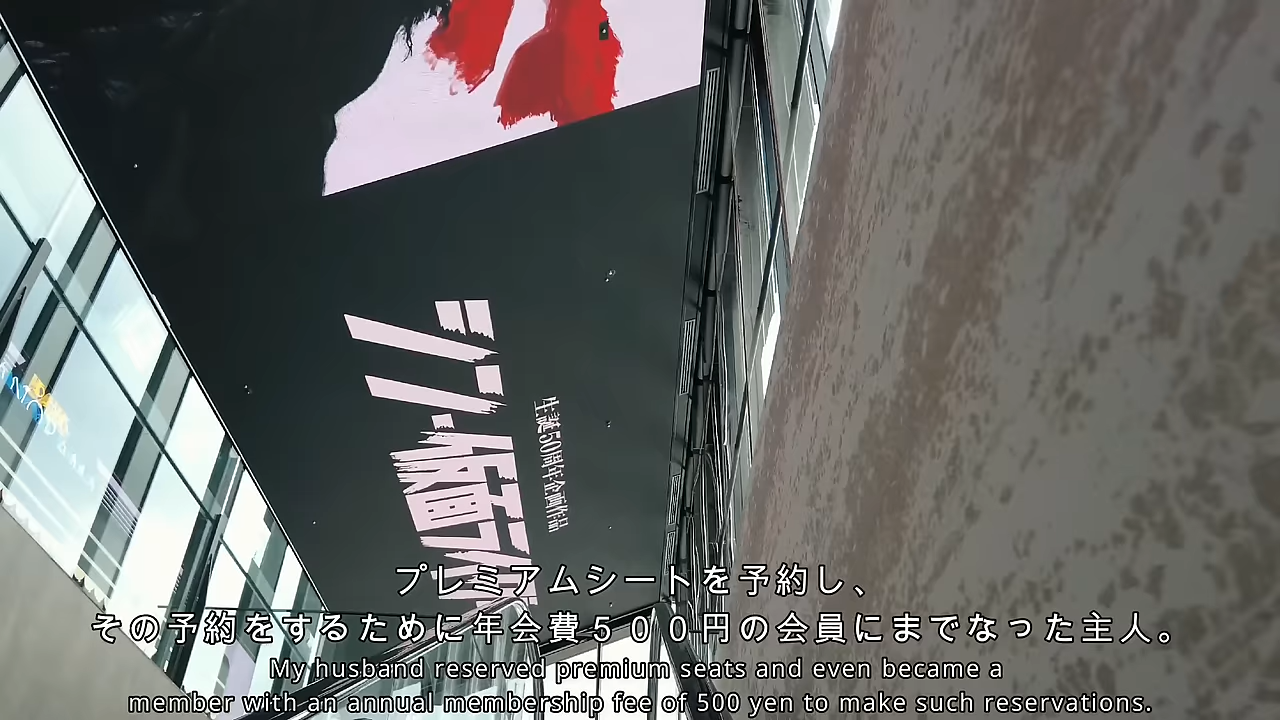 シン・仮面ライ
生誕50周年企画作品
プレミアムシートを予約し、
その予約をするために年会費５００円の会員にまでなった主人。
My husband reserved premium seats and even became a
member with an annual membership fee of 500 yen to make such reservations.